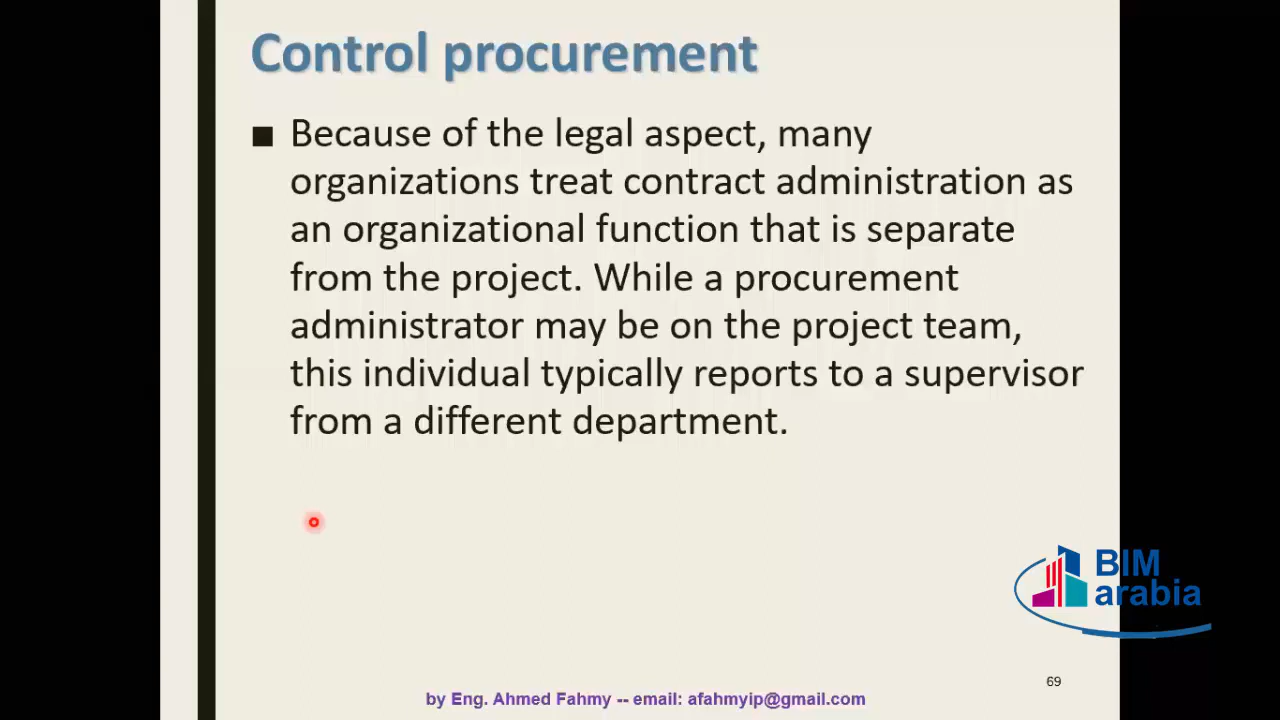 Control procurement
■ Because of the legal aspect, many
organizations treat contract administration as
an organizational function that is separate
from the project. While a procurement
administrator may be on the project team,
this individual typically reports to a supervisor
from a different department.
BIM
arabia
69
by Eng. Ahmed Fahmy -- email: afahmyip@gmail.com